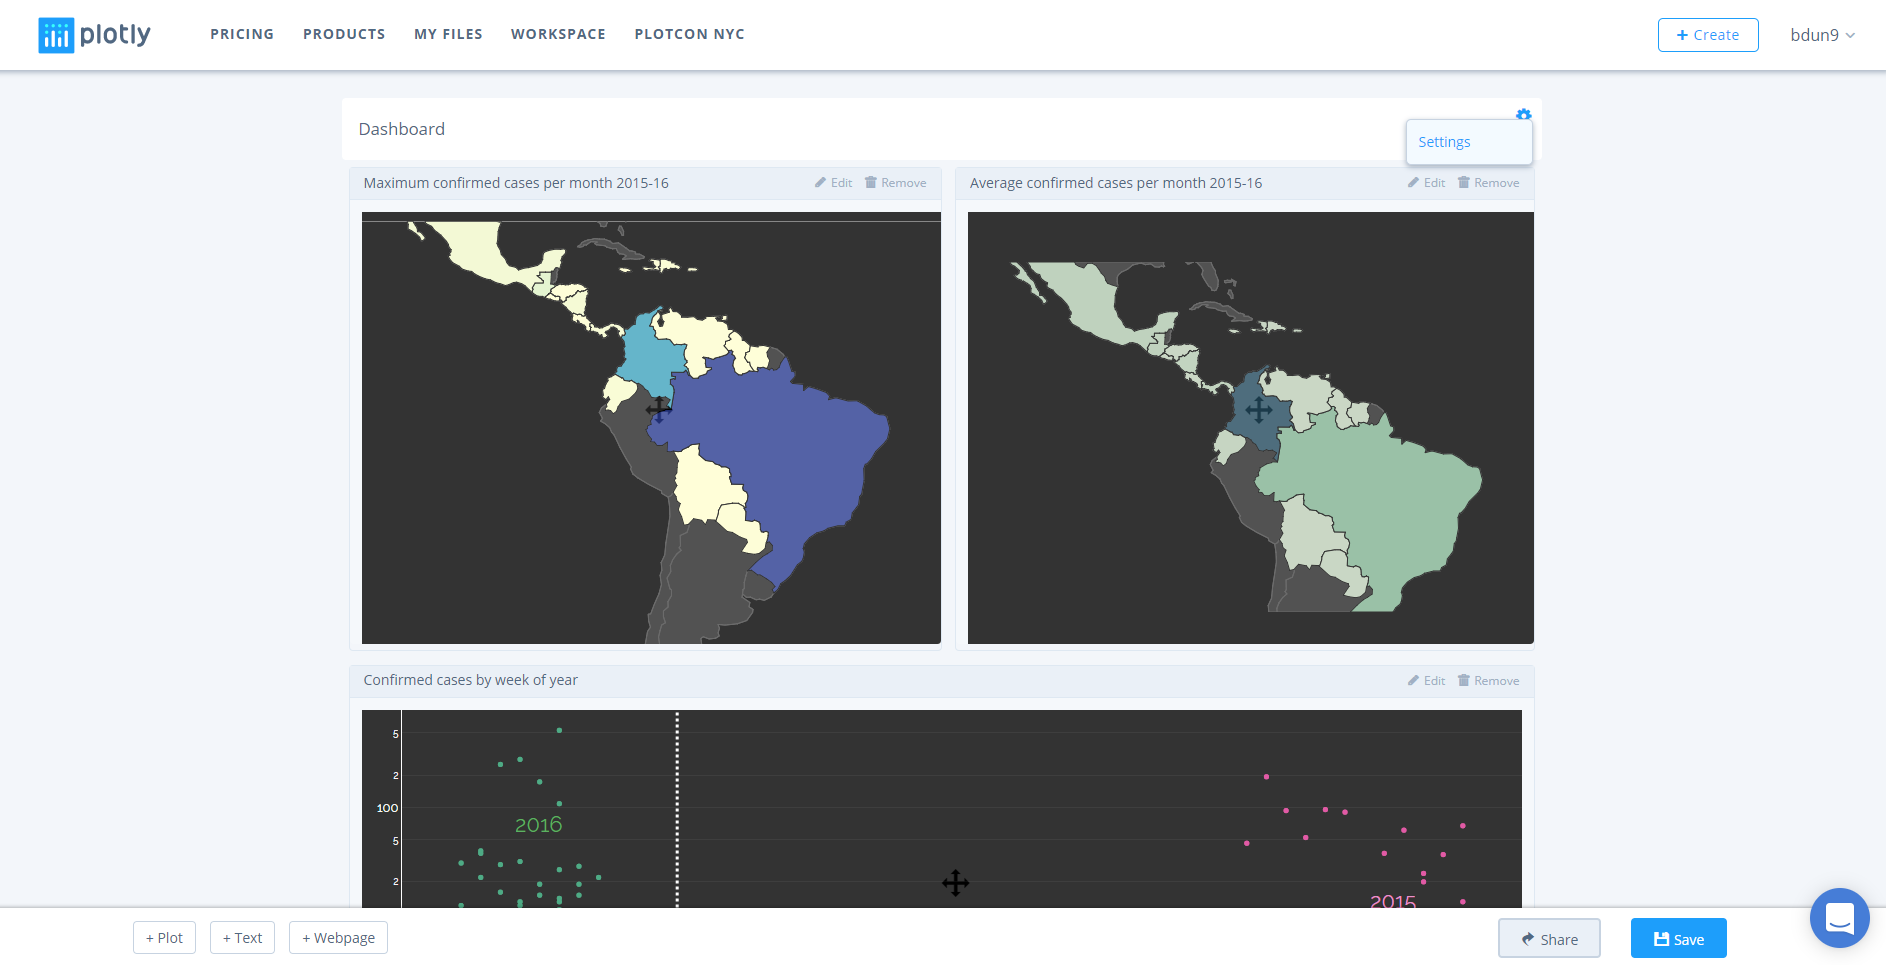 plotly PRICING PRODUCTS MY FILES WORKSPACE PLOTCON NYC + Create bdun9
Dashboard
Settings
Maximum confirmed cases per month 2015-16 Edit Remove
Average confirmed cases per month 2015-16 Edit Remove
Confirmed cases by week of year Edit Remove
5
2
100
2016
5
2
2015
+ Plot + Text + Webpage Share Save